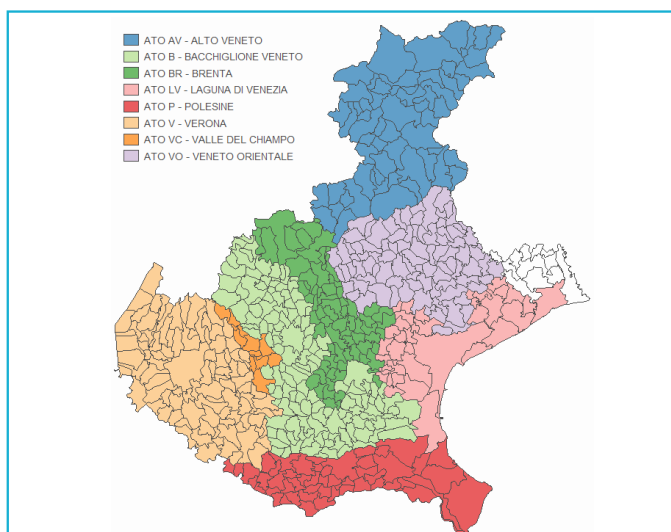 ATO AV - ALTO VENETO
ATO B - BACCHIGLIONE VENETO
ATO BR - BRENTA
ATO LV - LAGUNA DI VENEZIA
ATO P - POLESINE
ATO V - VERONA
ATO VC - VALLE DEL CHIAMPO
ATO VO - VENETO ORIENTALE